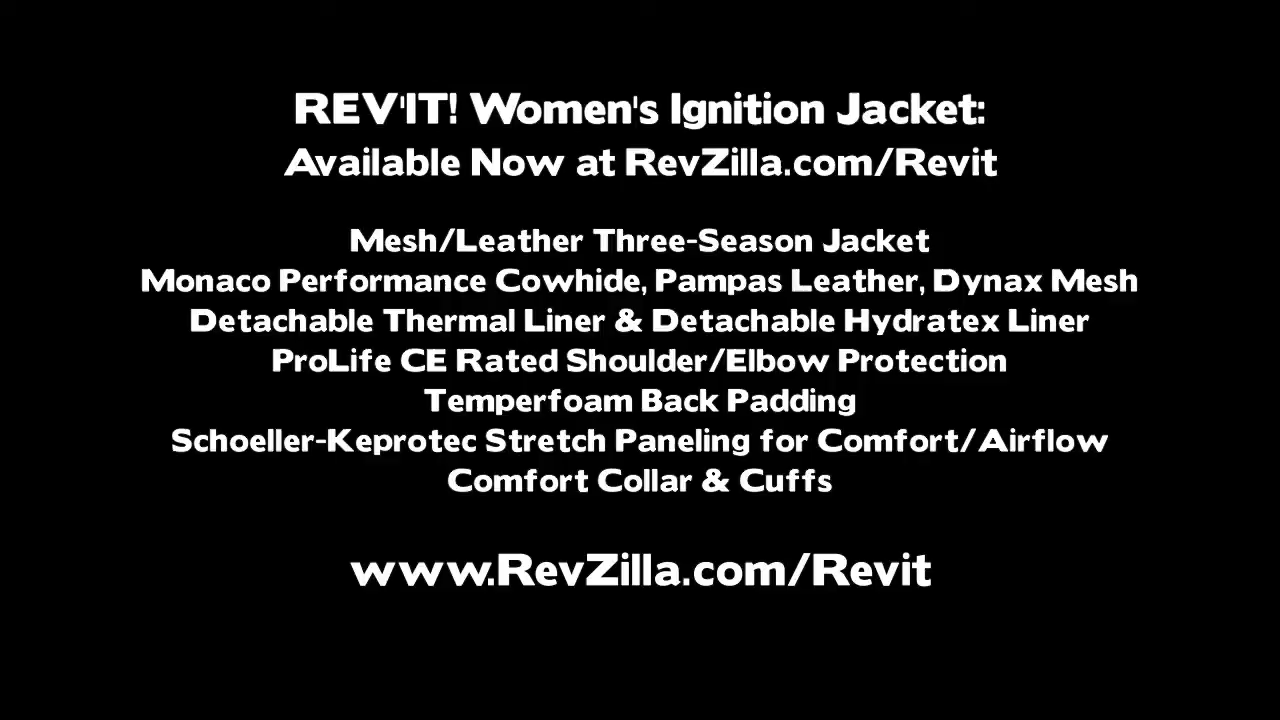 REV'IT! Women's Ignition Jacket:
Available Now at RevZilla.com/Revit
Mesh/Leather Three-Season Jacket
Monaco Performance Cowhide, Pampas Leather, Dynax Mesh
Detachable Thermal Liner & Detachable Hydratex Liner
ProLife CE Rated Shoulder/Elbow Protection
Temperfoam Back Padding
Schoeller-Keprotec Stretch Paneling for Comfort/Airflow
Comfort Collar & Cuffs
www.RevZilla.com/Revit